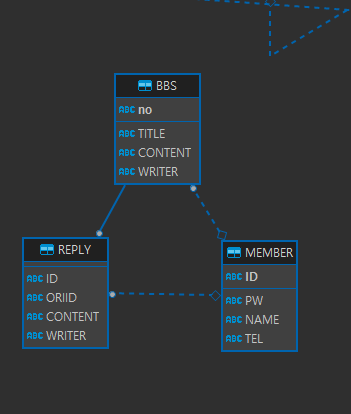 BBS
ABC no
ABC TITLE
ABC CONTENT
ABC WRITER
REPLY
ABC ID
ABC ORIID
ABC CONTENT
ABC WRITER
MEMBER
ABC ID
ABC PW
ABC NAME
ABC TEL